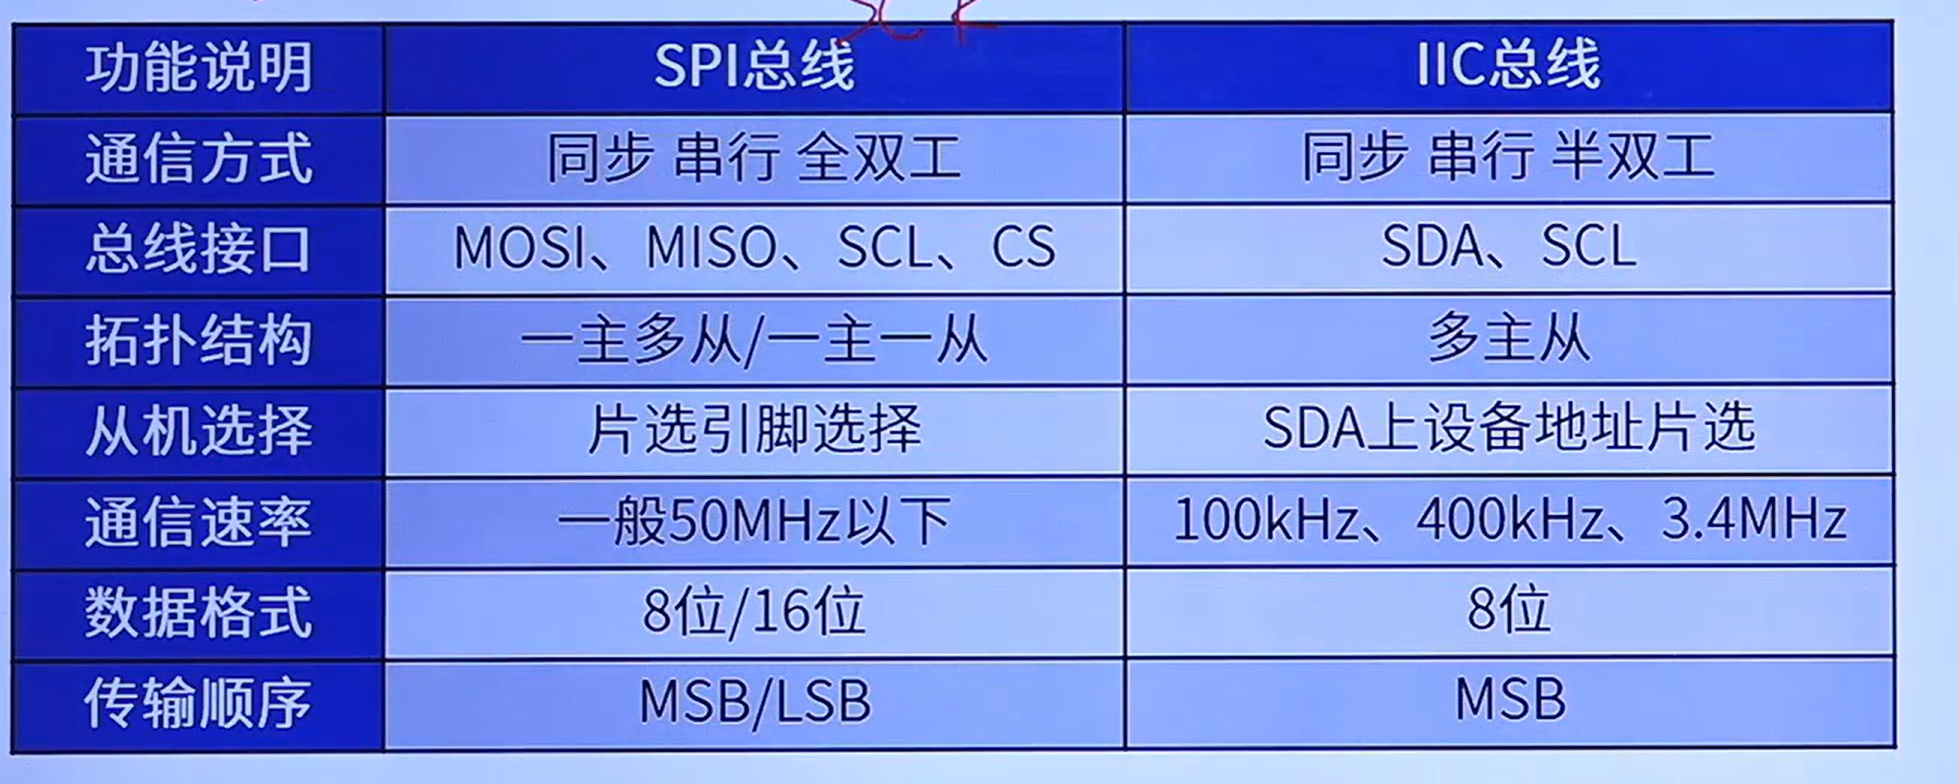 功能说明 SPI总线 IIC总线
通信方式 同步 串行 全双工 同步 串行 半双工
总线接口 MOSI、MISO、SCL、CS SDA、SCL
拓扑结构 一主多从/一主一从 多主从
从机选择 片选引脚选择 SDA上设备地址片选
通信速率 一般50MHz以下 100kHz、400kHz、3.4MHz
数据格式 8位/16位 8位
传输顺序 MSB/LSB MSB